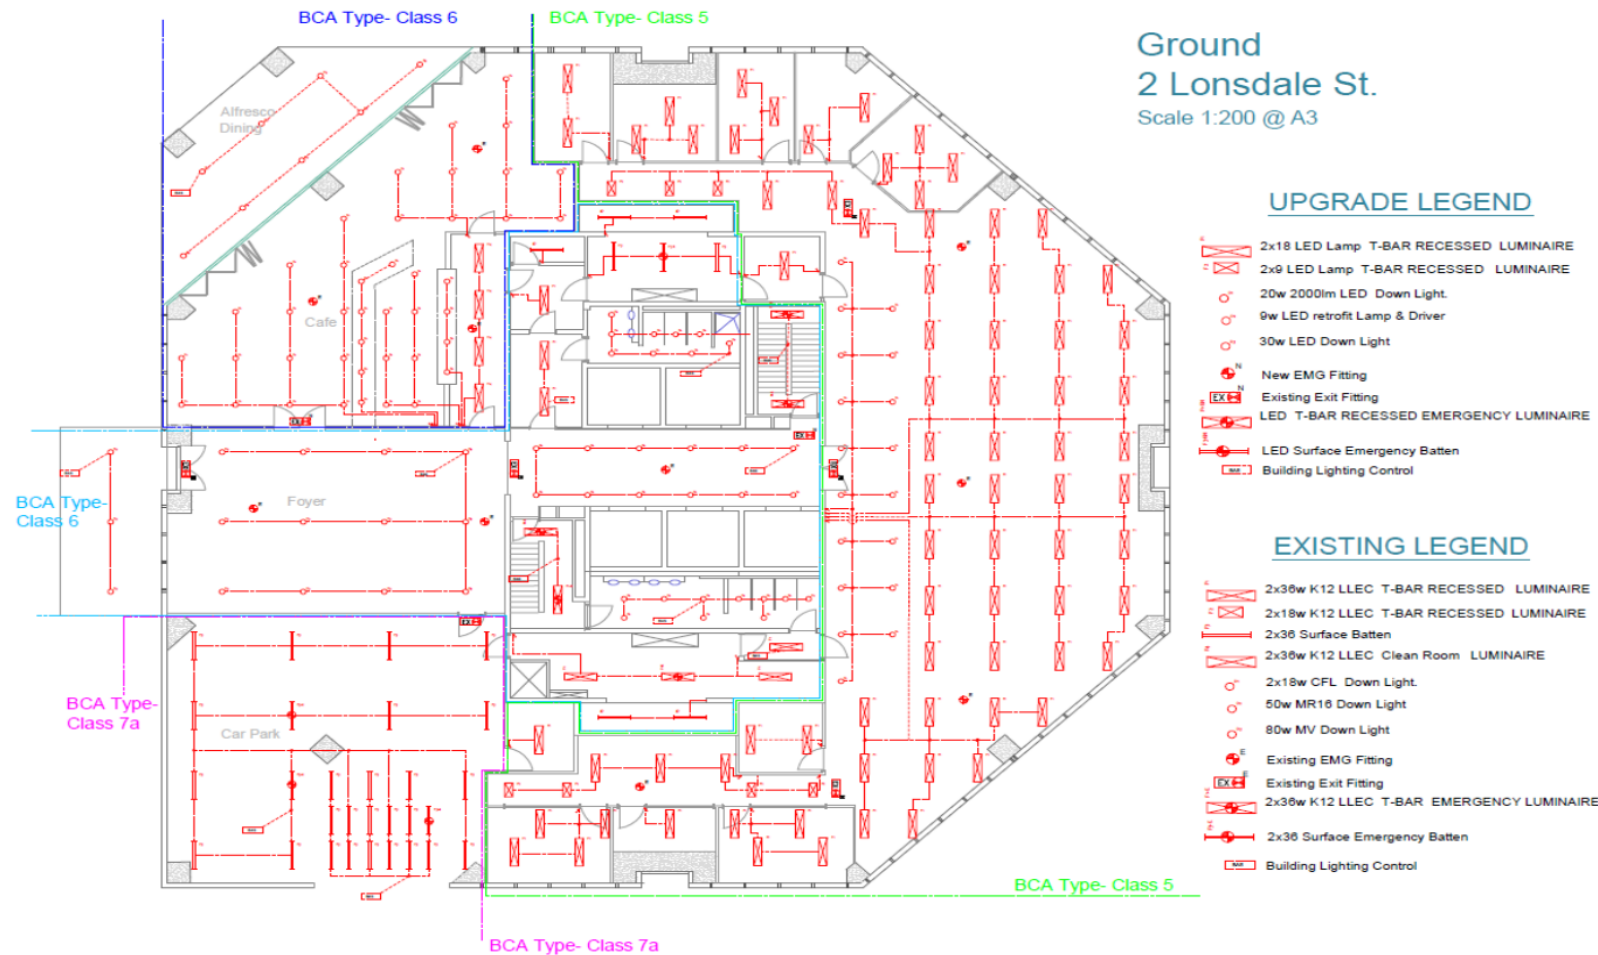 BCA Type- Class 6
BCA Type- Class 5
Ground
2 Lonsdale St.
Scale 1:200 @ A3
Alfresco
Dining
Cafe
UPGRADE LEGEND
2x18 LED Lamp T-BAR RECESSED LUMINAIRE
2x9 LED Lamp T-BAR RECESSED LUMINAIRE
20w 2000lm LED Down Light.
9w LED retrofit Lamp & Driver
30w LED Down Light
N
New EMG Fitting
N
EX
Existing Exit Fitting
LED T-BAR RECESSED EMERGENCY LUMINAIRE
LED Surface Emergency Batten
Building Lighting Control
BCA Type-
Class 6
Foyer
EXISTING LEGEND
2x36w K12 LLEC T-BAR RECESSED LUMINAIRE
2x18w K12 LLEC T-BAR RECESSED LUMINAIRE
2x36 Surface Batten
2x36w K12 LLEC Clean Room LUMINAIRE
2x18w CFL Down Light.
50w MR16 Down Light
80w MV Down Light
E
Existing EMG Fitting
EX
Existing Exit Fitting
2x36w K12 LLEC T-BAR EMERGENCY LUMINAIRE
2x36 Surface Emergency Batten
Building Lighting Control
BCA Type-
Class 7a
Car Park
BCA Type- Class 5
BCA Type- Class 7a